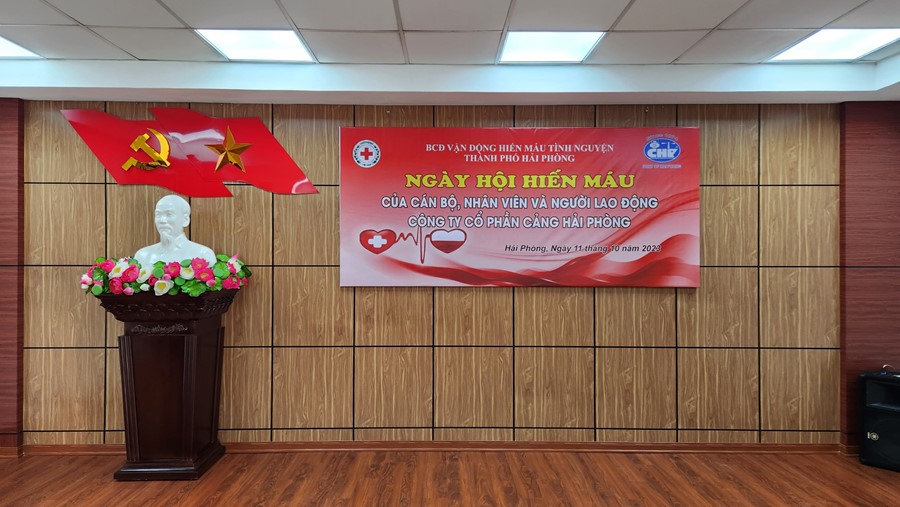 BCĐ VẬN ĐỘNG HIẾN MÁU TÌNH NGUYỆN
THÀNH PHỐ HẢI PHÒNG
CHP
NGÀY HỘI HIẾN MÁU
CỦA CÁN BỘ, NHÂN VIÊN VÀ NGƯỜI LAO ĐỘNG
CÔNG TY CỔ PHẦN CẢNG HẢI PHÒNG
Hải Phòng, Ngày 11 tháng 10 năm